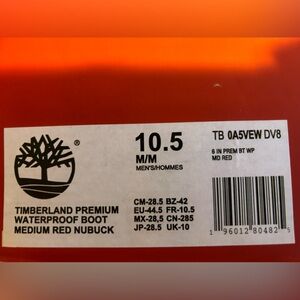 ®
10.5
M/M
MEN'S/HOMMES
TB 0A5VEW DV8
6 IN PREM BT WP
MD RED
TIMBERLAND PREMIUM
WATERPROOF BOOT
MEDIUM RED NUBUCK
CM-28.5 BZ-42
EU-44.5 FR-10.5
MX-28,5 CN-285
JP-28.5 UK-10
1 96012 80482 5